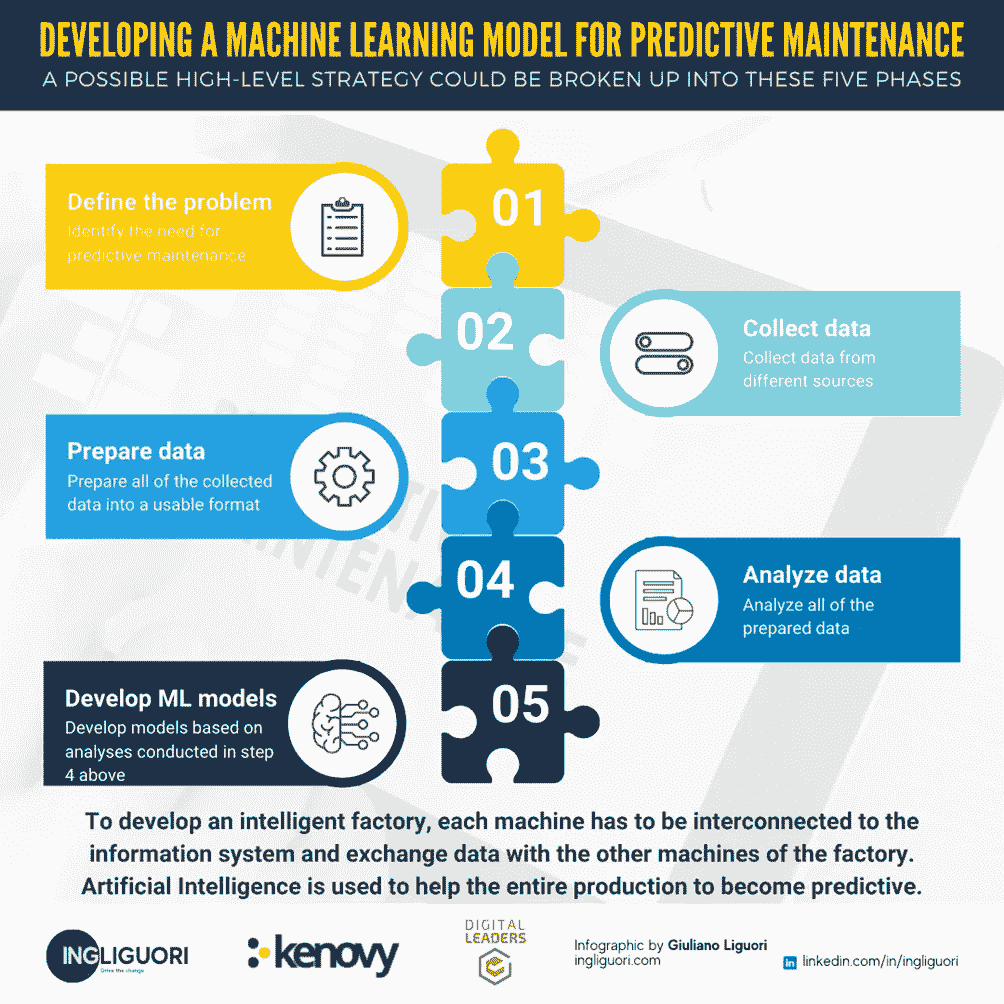 DEVELOPING A MACHINE LEARNING MODEL FOR PREDICTIVE MAINTENANCE
A POSSIBLE HIGH-LEVEL STRATEGY COULD BE BROKEN UP INTO THESE FIVE PHASES
Define the problem
Identify the need for
predictive maintenance
01
02
Collect data
Collect data from
different sources
Prepare data
Prepare all of the collected
data into a usable format
03
04
Analyze data
Analyze all of the
prepared data
Develop ML models
Develop models based on
analyses conducted in step
4 above
05
To develop an intelligent factory, each machine has to be interconnected to the
information system and exchange data with the other machines of the factory.
Artificial Intelligence is used to help the entire production to become predictive.
INGLIGUORI
Drive the change
kenovy
DIGITAL
LEADERS
Infographic by Giuliano Liguori
ingliguori.com
in linkedin.com/in/ingliguori